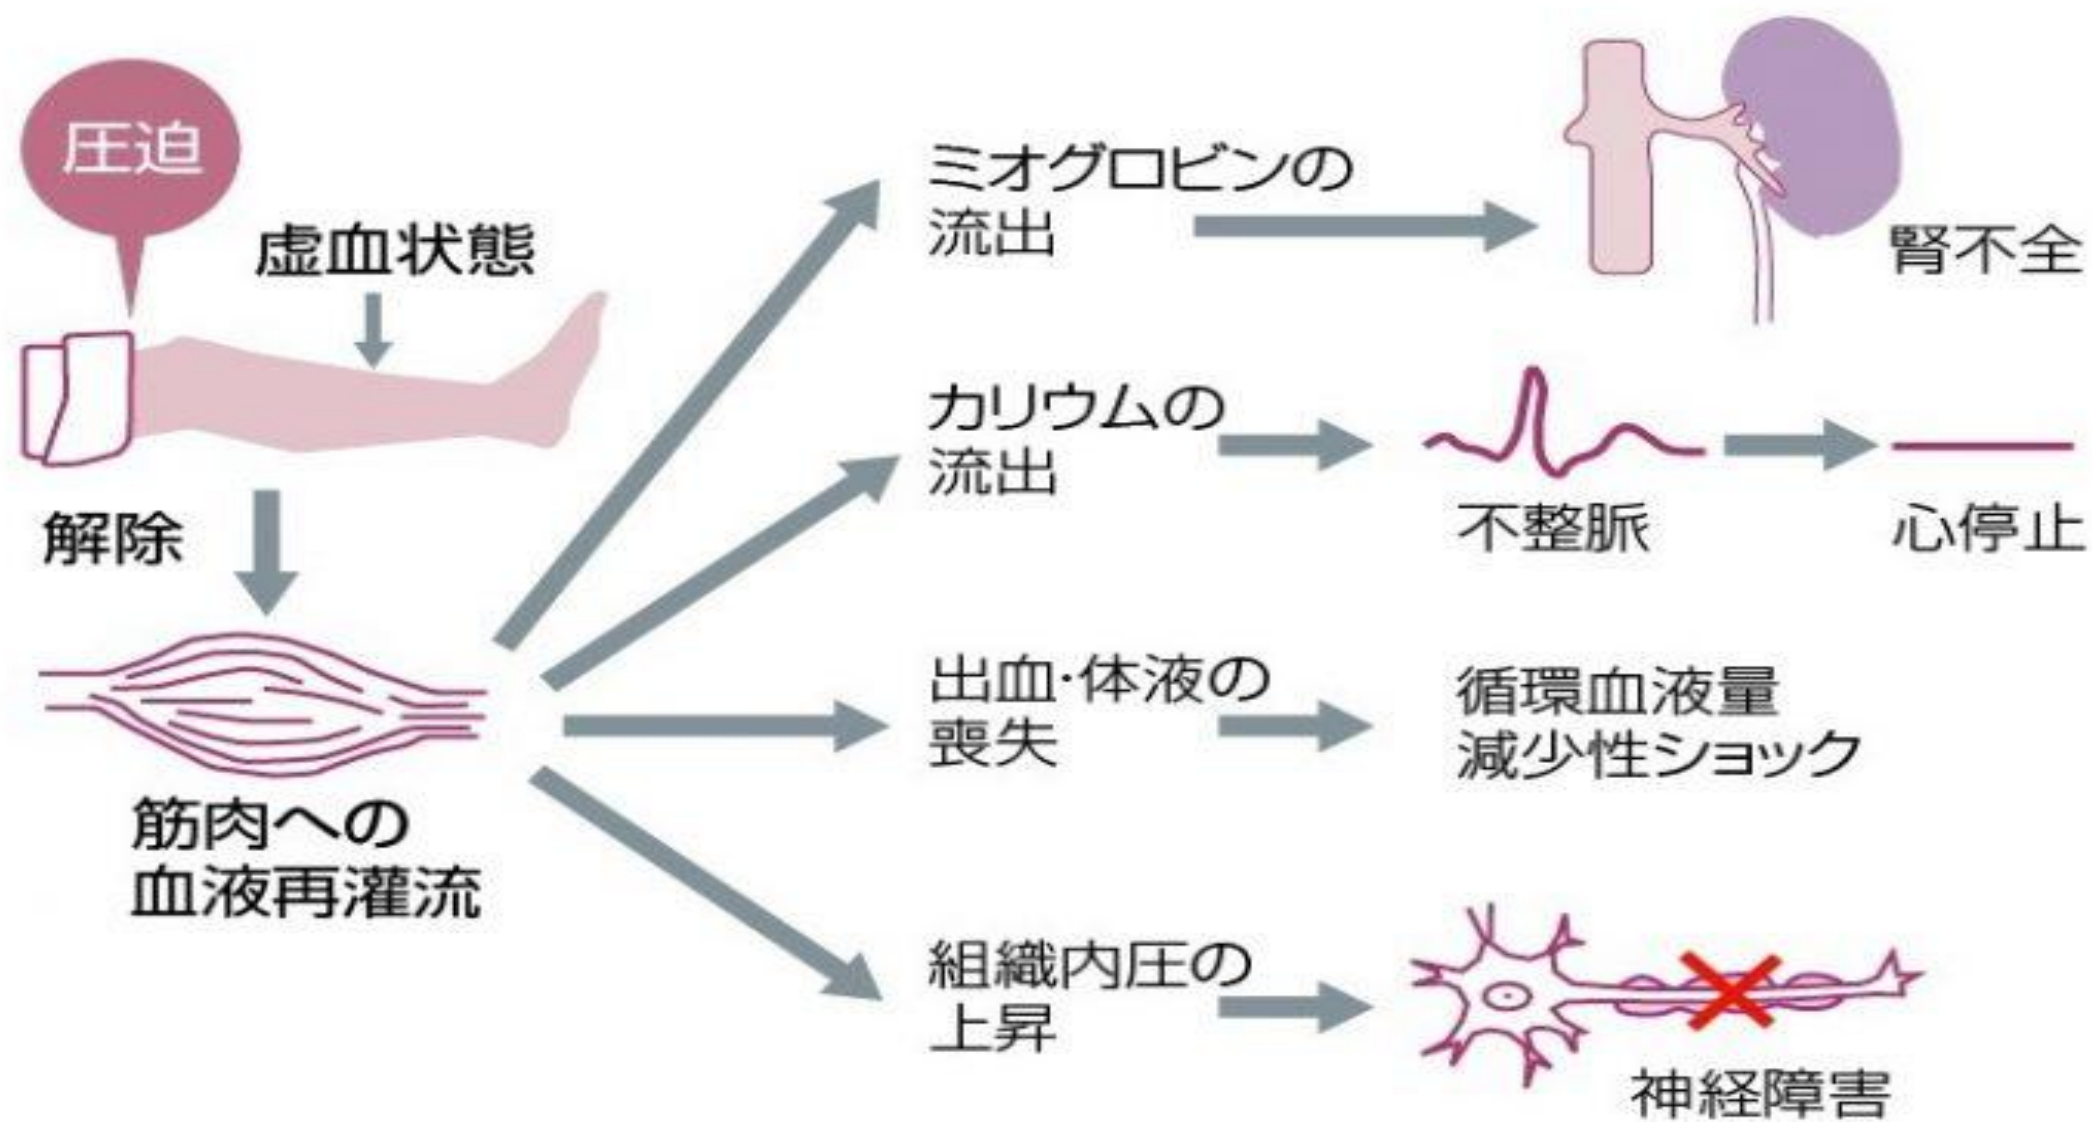 圧迫
虚血状態
解除
筋肉への
血液再灌流
ミオグロビンの
流出
腎不全
カリウムの
流出
不整脈
心停止
出血·体液の
喪失
循環血液量
減少性ショック
組織内圧の
上昇
神経障害